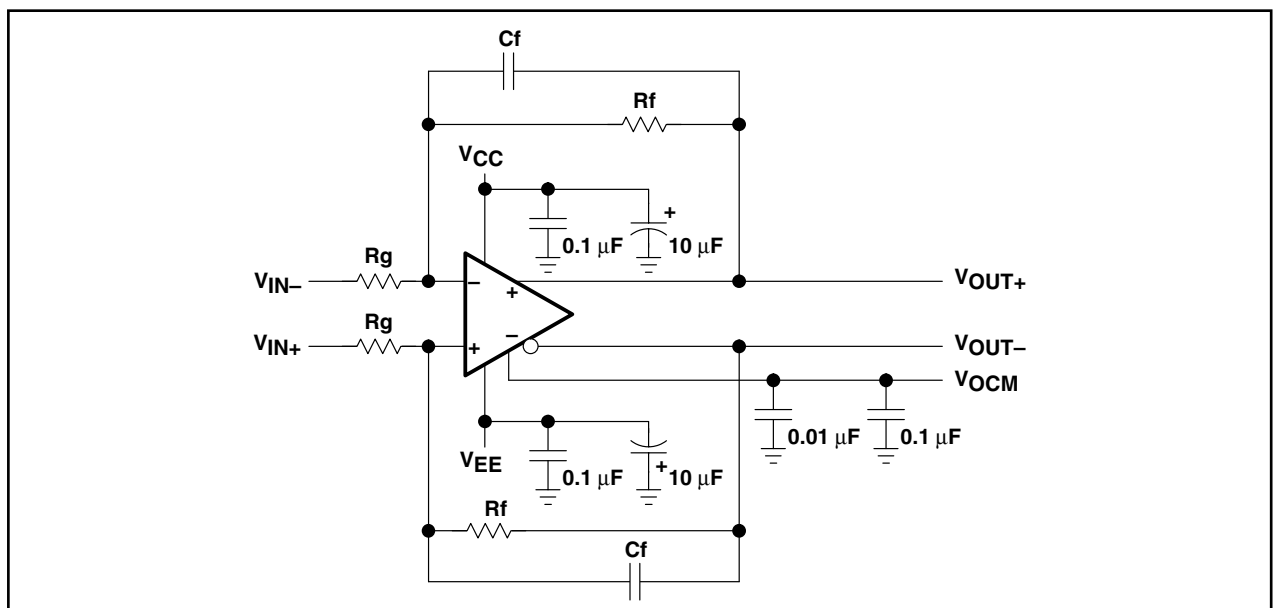 Cf
Rf
VCC
+
0.1 μF
10 μF
Rg
VIN–
–
+
VOUT+
Rg
VIN+
+
–
VOUT–
VOCM
0.01 μF
0.1 μF
VEE
0.1 μF
+
10 μF
Rf
Cf